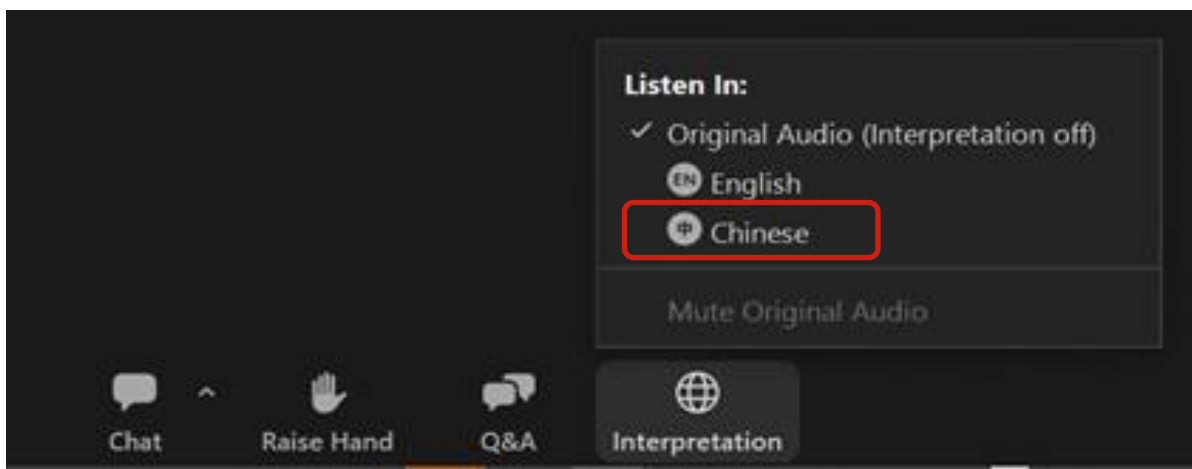 Listen In:
Original Audio (Interpretation off)
EN English
中 Chinese
Mute Original Audio
Chat Raise Hand Q&A Interpretation